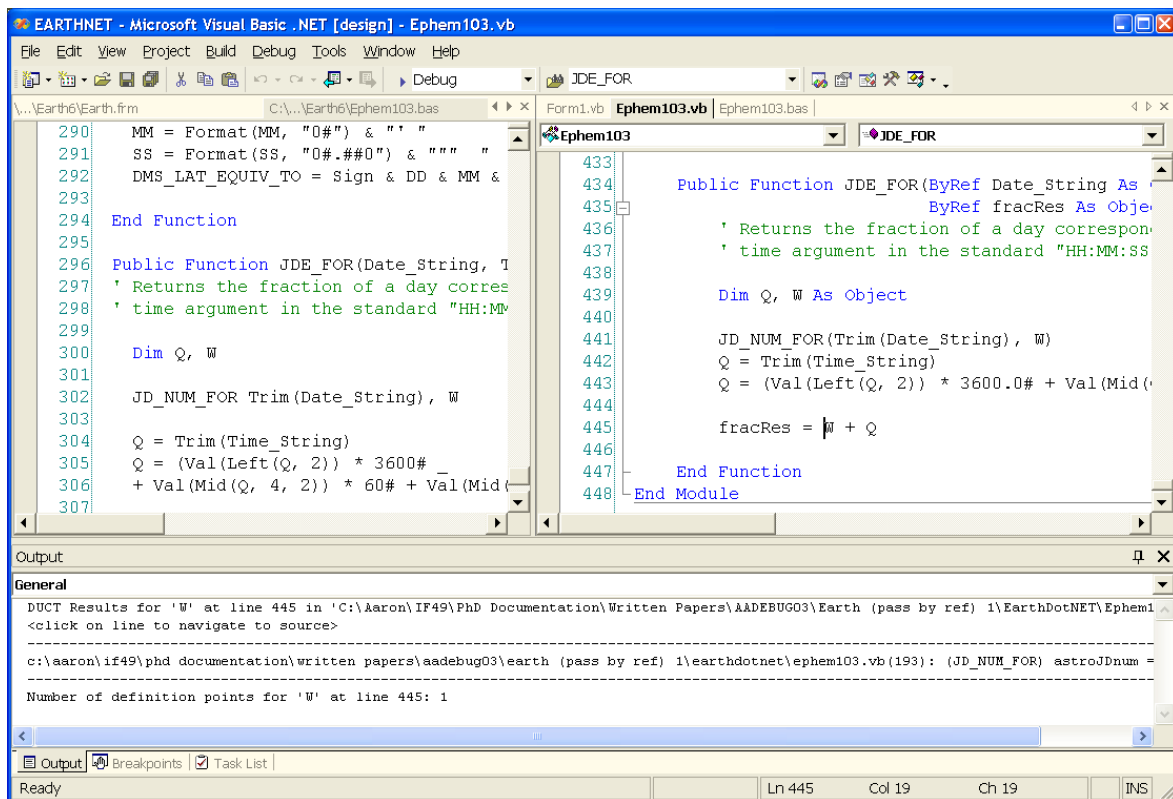 EARTHNET - Microsoft Visual Basic .NET [design] - Ephem103.vb
File Edit View Project Build Debug Tools Window Help
Debug JDE_FOR
\...\Earth6\Earth.frm C:\...\Earth6\Ephem103.bas
290 MM = Format(MM, "0#") & "' "
291 SS = Format(SS, "0#.##0") & """ "
292 DMS_LAT_EQUIV_TO = Sign & DD & MM &
293
294 End Function
295
296 Public Function JDE_FOR(Date_String, T
297 ' Returns the fraction of a day corres
298 ' time argument in the standard "HH:MM
299
300 Dim Q, W
301
302 JD_NUM_FOR Trim(Date_String), W
303
304 Q = Trim(Time_String)
305 Q = (Val(Left(Q, 2)) * 3600# _
306 + Val(Mid(Q, 4, 2)) * 60# + Val(Mid(
307
Form1.vb Ephem103.vb Ephem103.bas
Ephem103 JDE_FOR
433
434 Public Function JDE_FOR(ByRef Date_String As
435 ByRef fracRes As Obje
436 ' Returns the fraction of a day correspon
437 ' time argument in the standard "HH:MM:SS
438
439 Dim Q, W As Object
440
441 JD_NUM_FOR(Trim(Date_String), W)
442 Q = Trim(Time_String)
443 Q = (Val(Left(Q, 2)) * 3600.0# + Val(Mid(
444
445 fracRes = W + Q
446
447 End Function
448 End Module
Output
General
DUCT Results for 'W' at line 445 in 'C:\Aaron\IF49\PhD Documentation\Written Papers\AADEBUG03\Earth (pass by ref) 1\EarthDotNET\Ephem1
<click on line to navigate to source>
c:\aaron\if49\phd documentation\written papers\aadebug03\earth (pass by ref) 1\earthdotnet\ephem103.vb(193): (JD_NUM_FOR) astroJDnum =
Number of definition points for 'W' at line 445: 1
Output Breakpoints Task List
Ready Ln 445 Col 19 Ch 19 INS